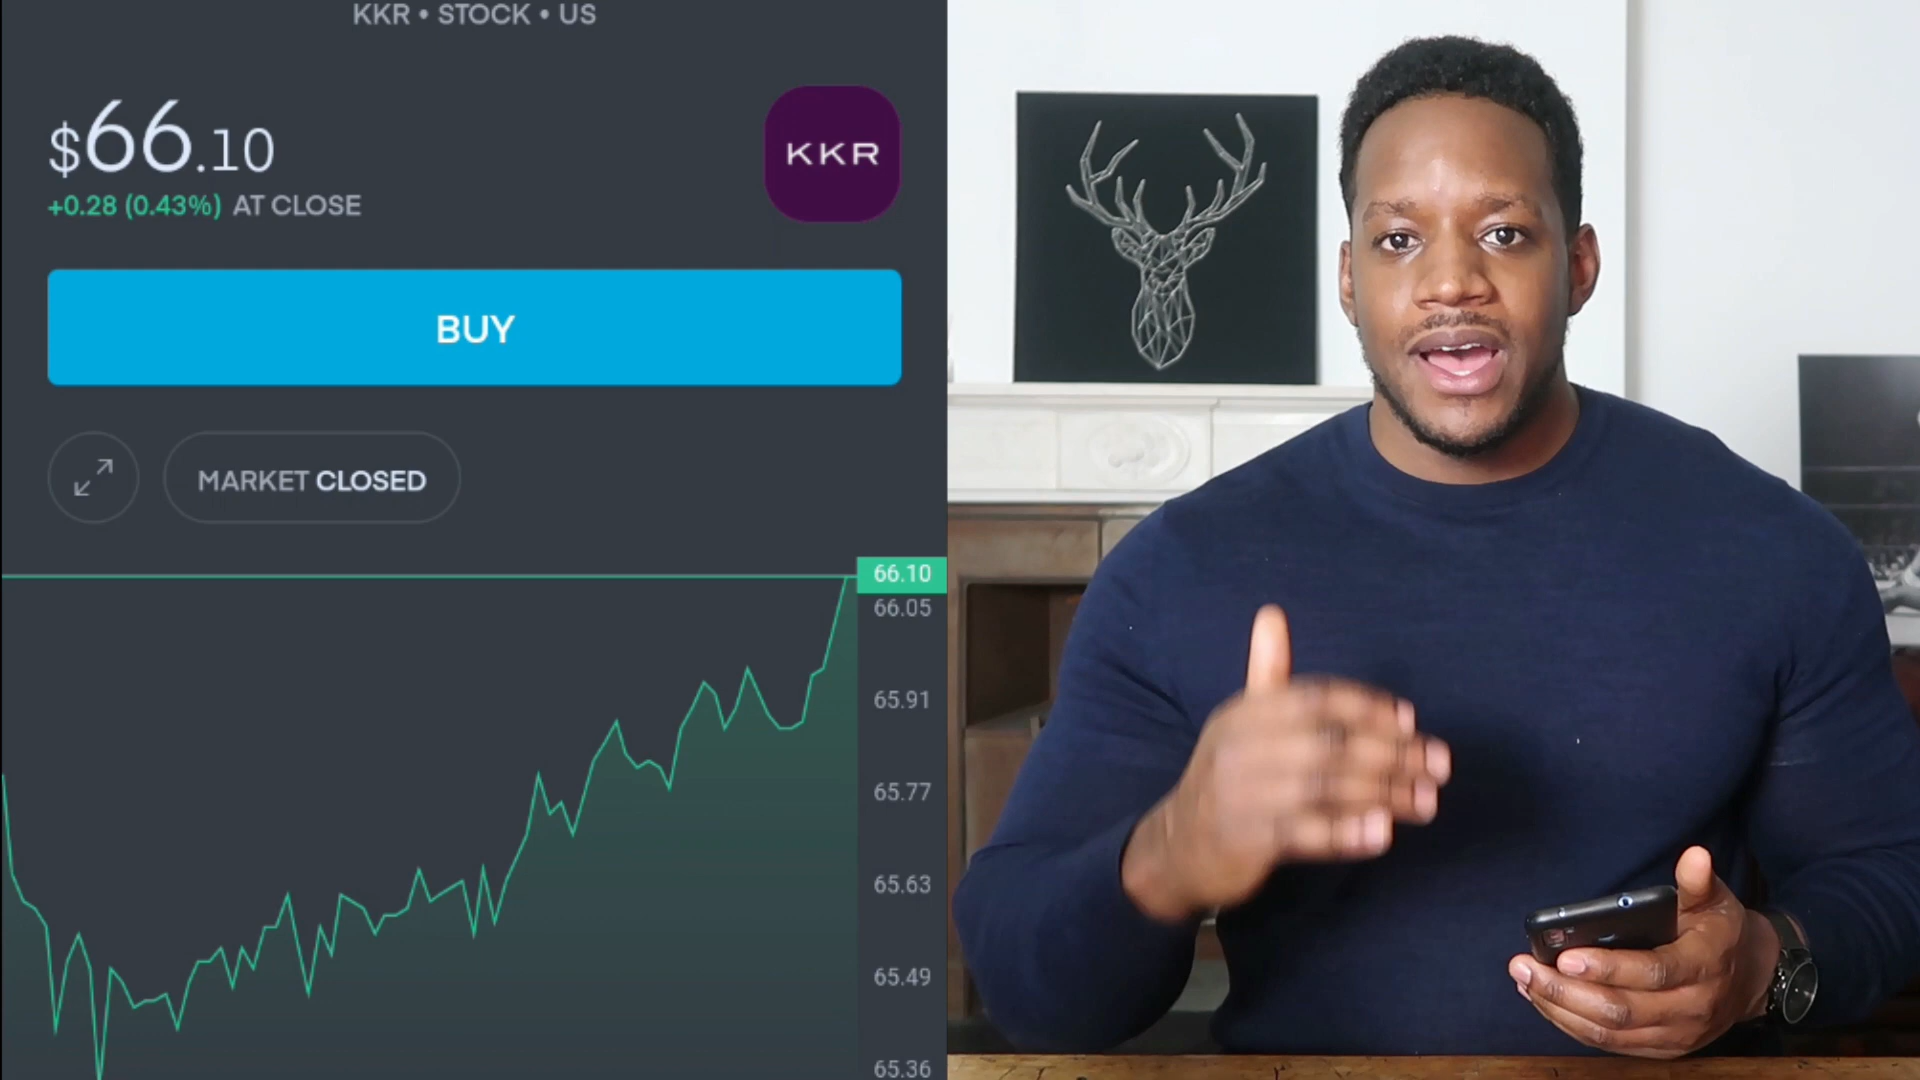 KKR • STOCK • US
$66.10
KKR
+0.28 (0.43%) AT CLOSE
BUY
MARKET CLOSED
66.10
66.05
65.91
65.77
65.63
65.49
65.36